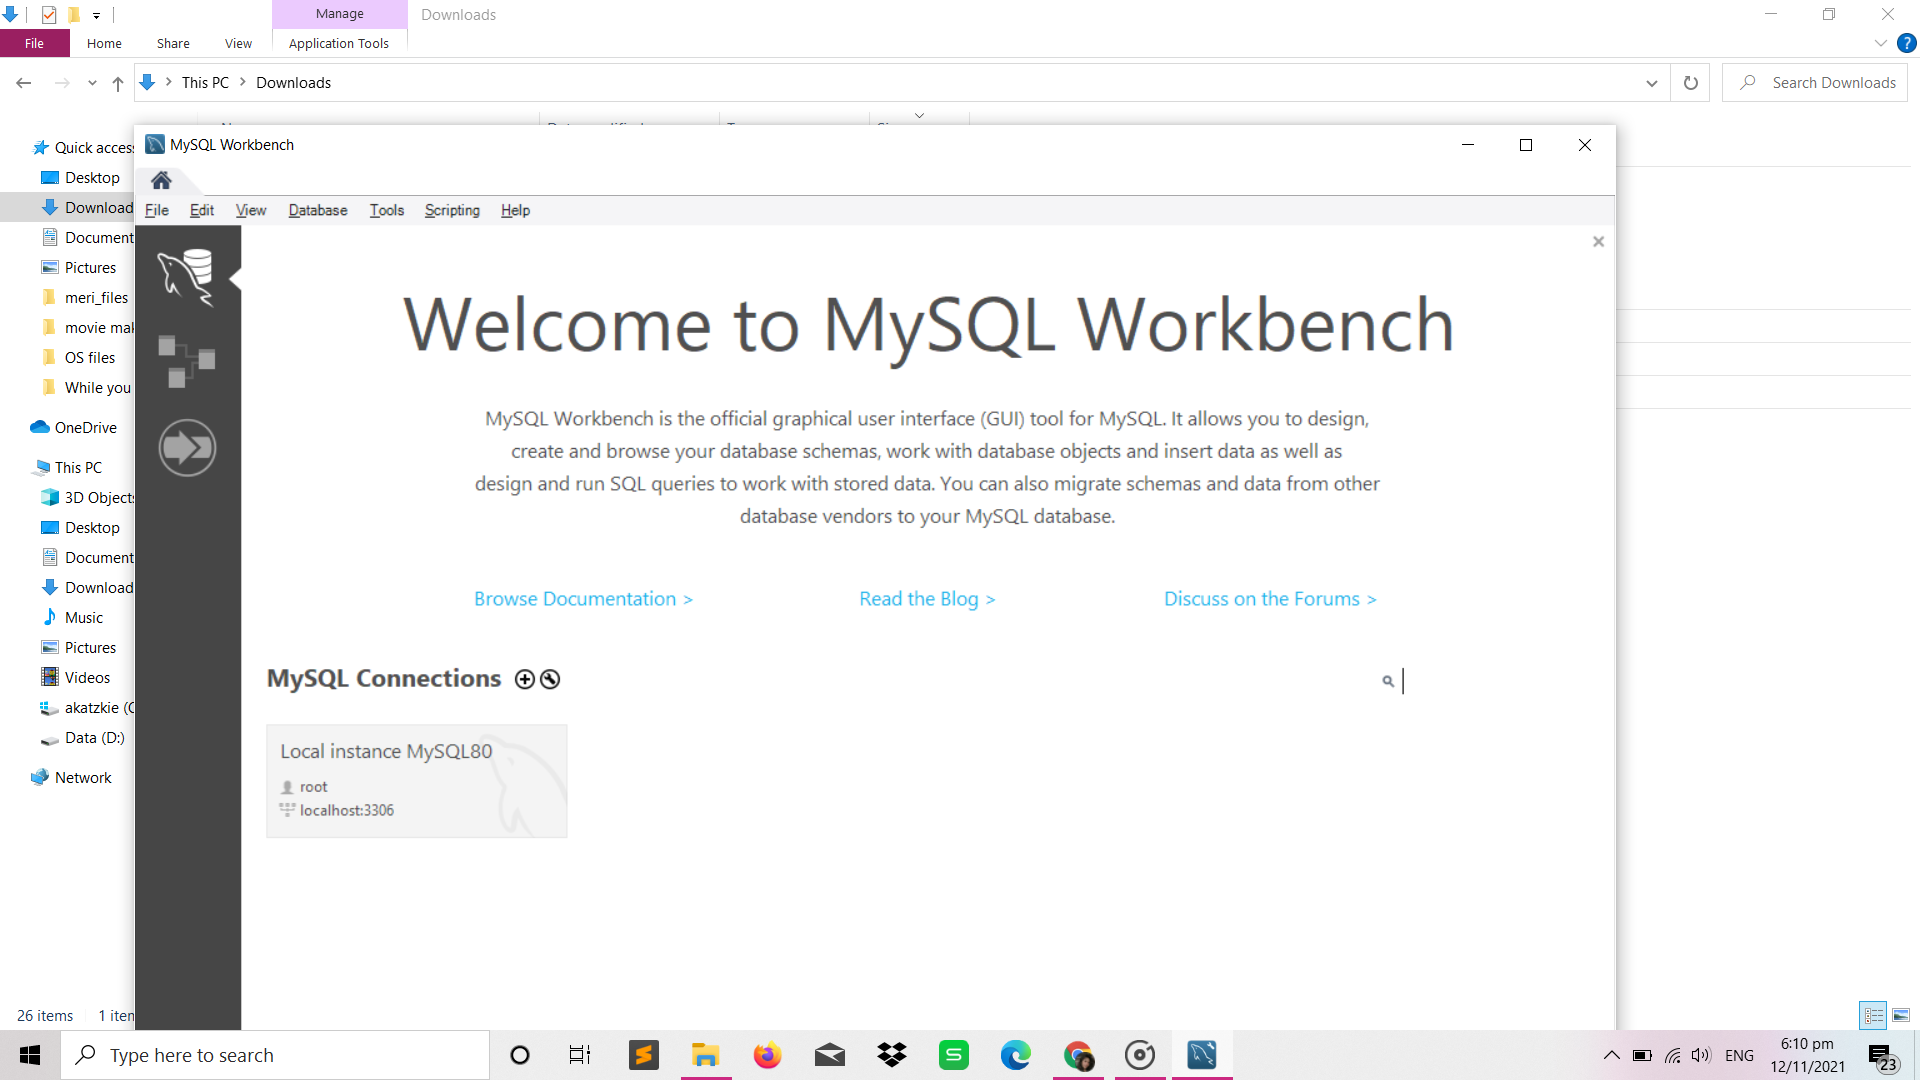 Manage
Downloads
File
Home
Share
View
Application Tools
This PC
Downloads
Search Downloads
Quick acces
Desktop
Download
Document
Pictures
meri_files
movie mak
OS files
While you
OneDrive
This PC
3D Objects
Desktop
Document
Download
Music
Pictures
Videos
akatzkie (C
Data (D:)
Network
26 items
1 item
MySQL Workbench
File
Edit
View
Database
Tools
Scripting
Help
Welcome to MySQL Workbench
MySQL Workbench is the official graphical user interface (GUI) tool for MySQL. It allows you to design,
create and browse your database schemas, work with database objects and insert data as well as
design and run SQL queries to work with stored data. You can also migrate schemas and data from other
database vendors to your MySQL database.
Browse Documentation >
Read the Blog >
Discuss on the Forums >
MySQL Connections
Local instance MySQL80
root
localhost:3306
Type here to search
ENG
6:10 pm
12/11/2021
23